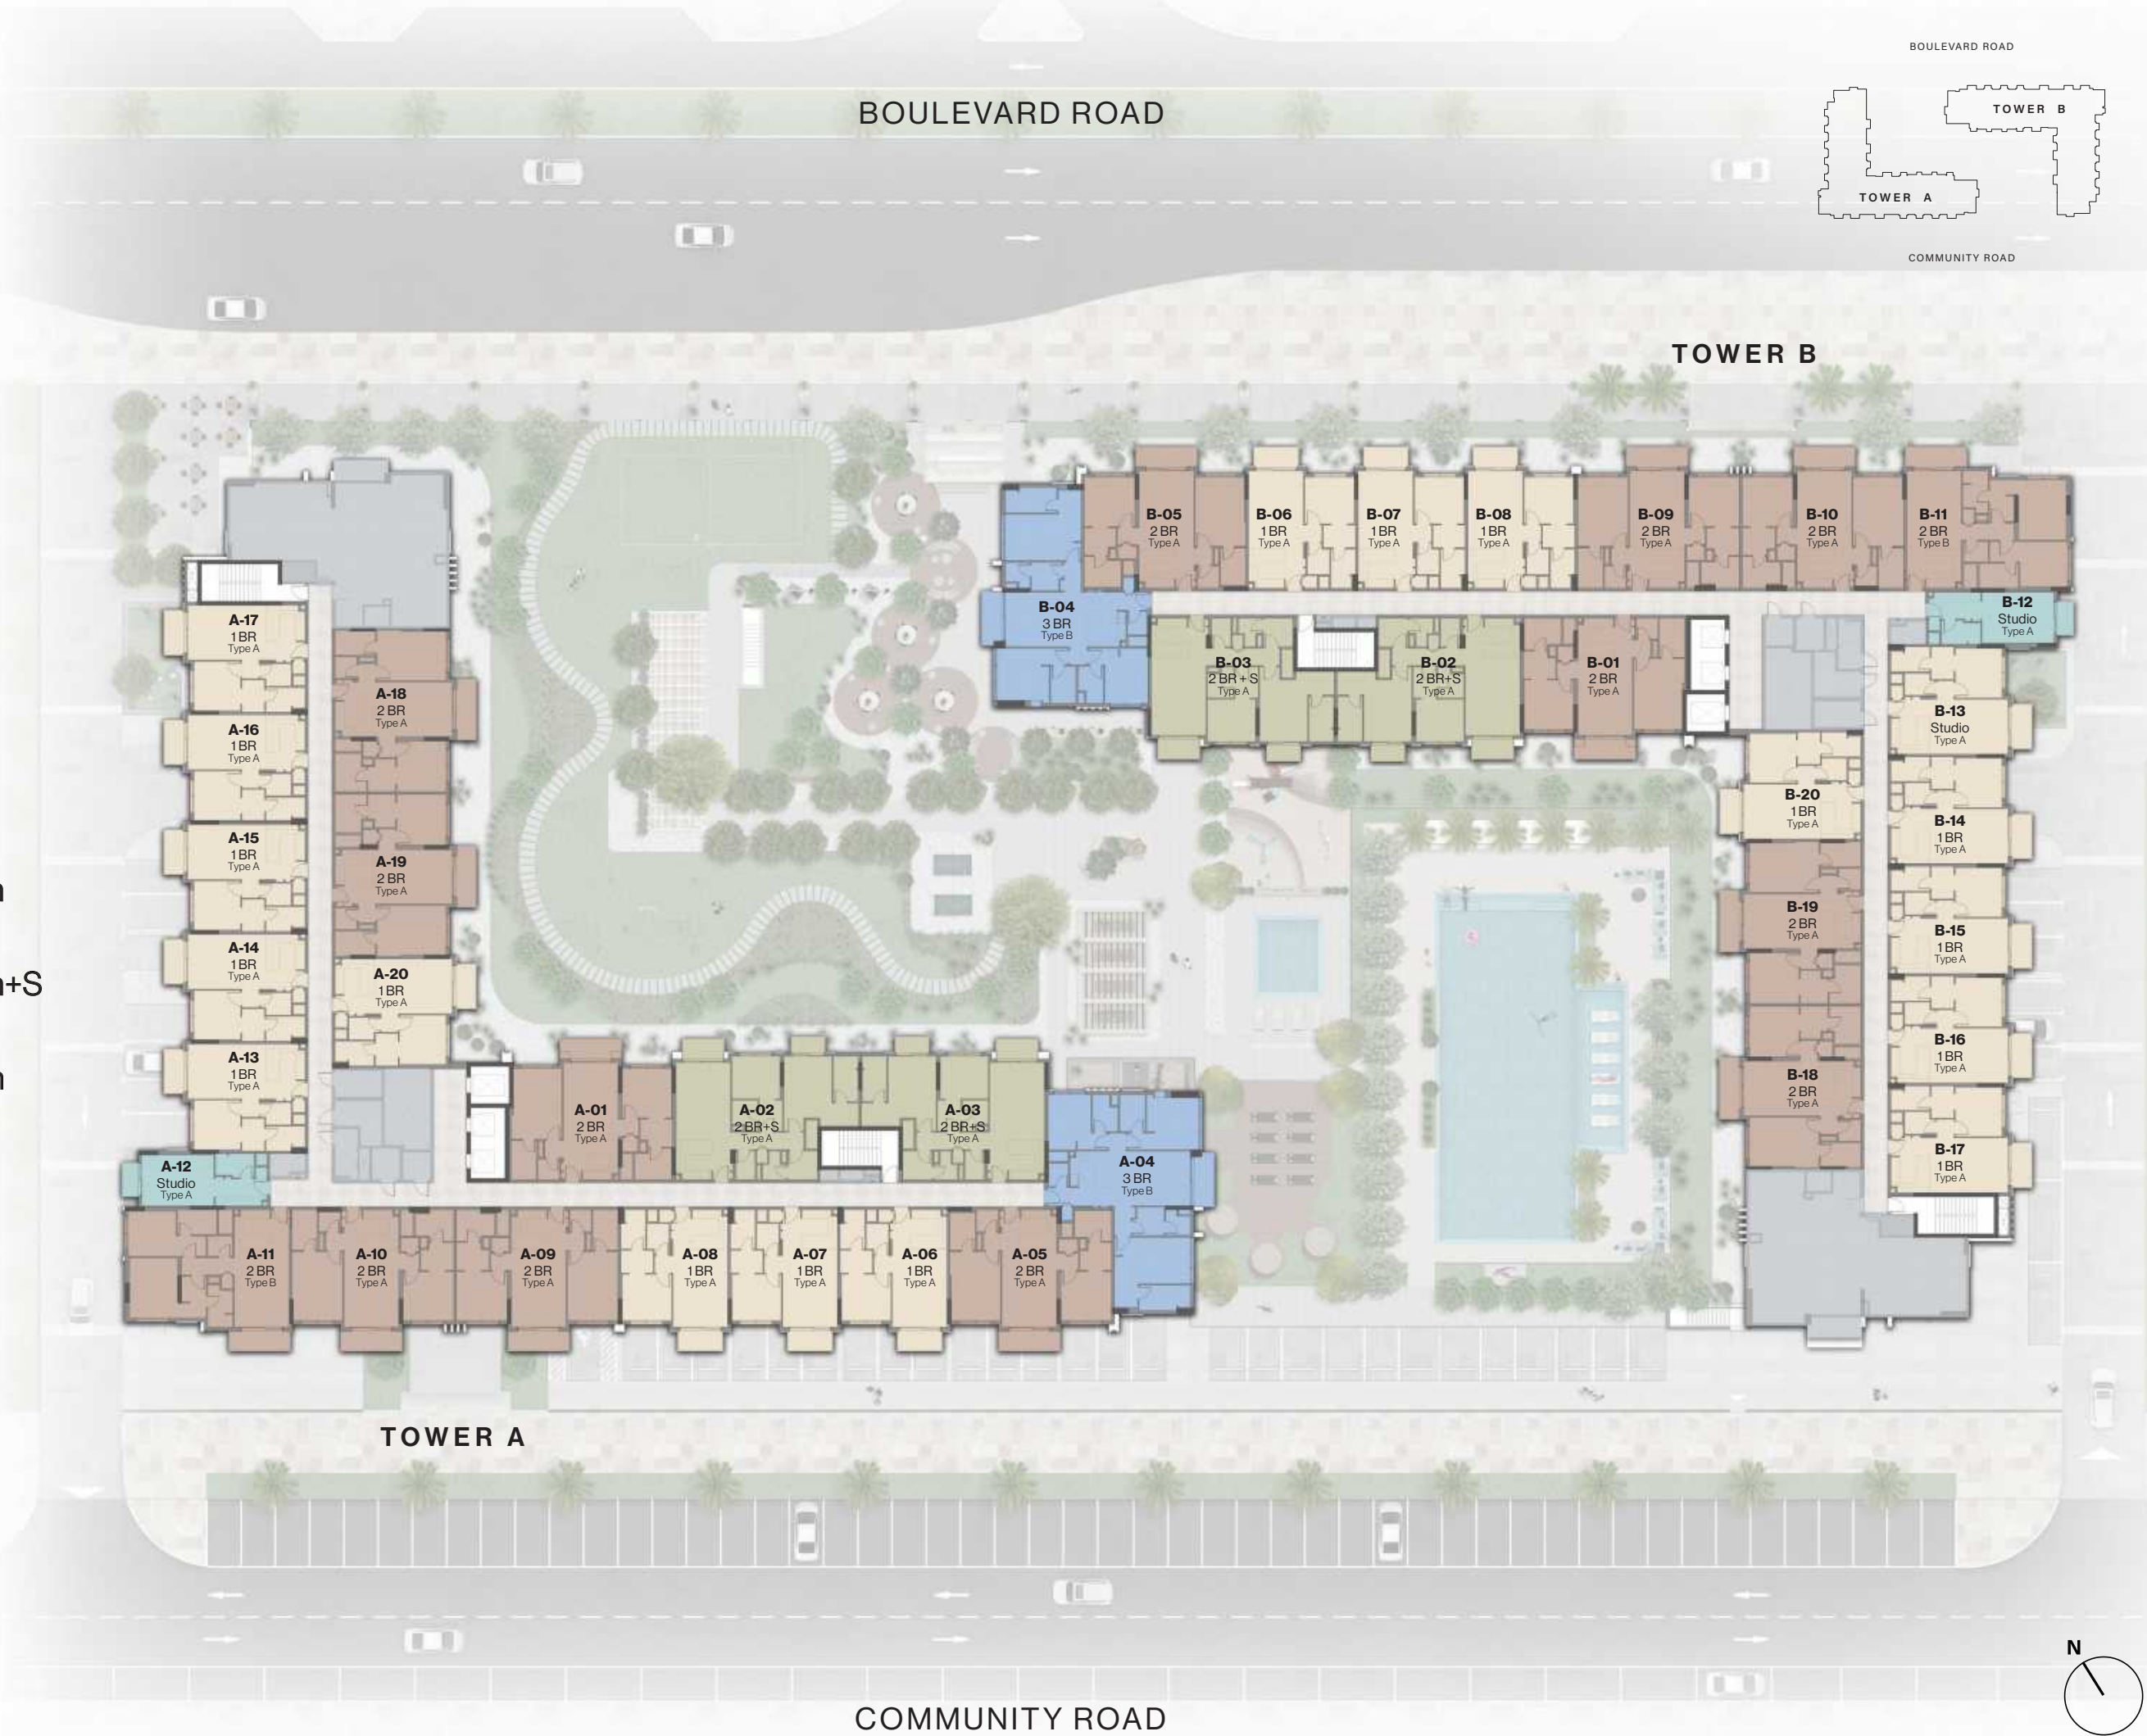 BOULEVARD ROAD
TOWER B
TOWER A
COMMUNITY ROAD
BOULEVARD ROAD
TOWER B
B-05
2 BR
Type A
B-06
1 BR
Type A
B-07
1 BR
Type A
B-08
1 BR
Type A
B-09
2 BR
Type A
B-10
2 BR
Type A
B-11
2 BR
Type B
B-04
3 BR
Type B
B-12
Studio
Type A
B-03
2 BR + S
Type A
B-02
2 BR+S
Type A
B-01
2 BR
Type A
B-13
Studio
Type A
B-20
1 BR
Type A
B-14
1 BR
Type A
B-19
2 BR
Type A
B-15
1 BR
Type A
B-16
1 BR
Type A
B-18
2 BR
Type A
B-17
1 BR
Type A
A-17
1 BR
Type A
A-18
2 BR
Type A
A-16
1 BR
Type A
A-15
1 BR
Type A
A-19
2 BR
Type A
A-14
1 BR
Type A
A-20
1 BR
Type A
A-13
1 BR
Type A
n
n+S
n
A-01
2 BR
Type A
A-02
2 BR+S
Type A
A-03
2 BR+S
Type A
A-04
3 BR
Type B
A-12
Studio
Type A
A-11
2 BR
Type B
A-10
2 BR
Type A
A-09
2 BR
Type A
A-08
1 BR
Type A
A-07
1 BR
Type A
A-06
1 BR
Type A
A-05
2 BR
Type A
TOWER A
N
COMMUNITY ROAD